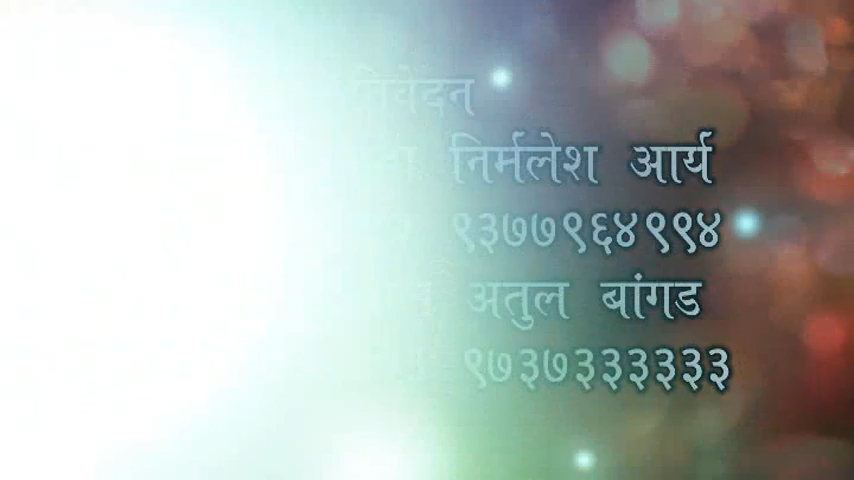 निवेदन
निर्मलेश आर्य
९३७७९६४९९४
अतुल बांगड
९७३७३३३३३३